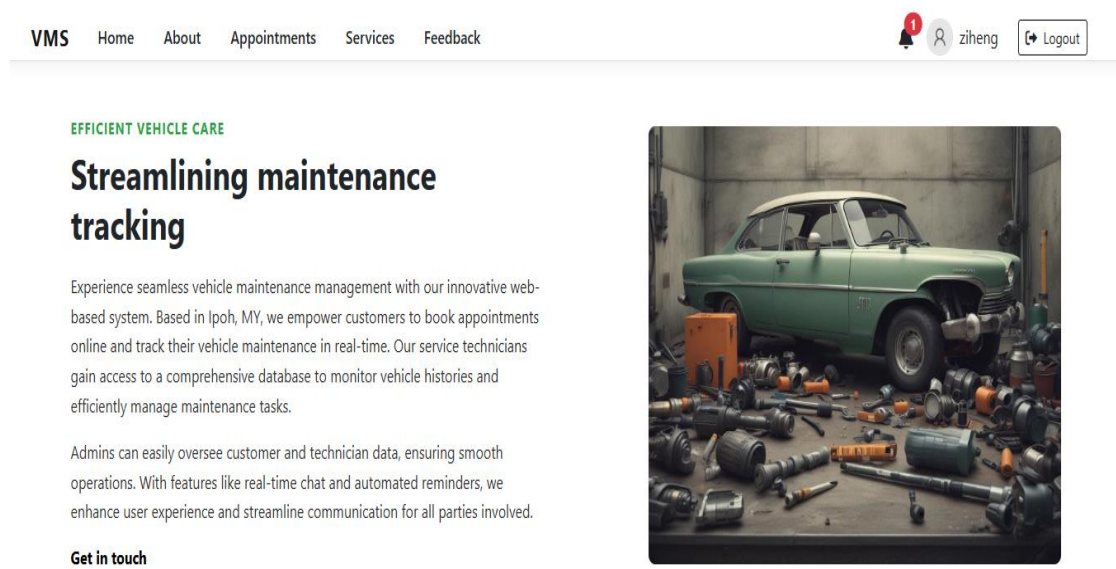 VMS Home About Appointments Services Feedback 1 ziheng Logout
EFFICIENT VEHICLE CARE
Streamlining maintenance
tracking
Experience seamless vehicle maintenance management with our innovative web-
based system. Based in Ipoh, MY, we empower customers to book appointments
online and track their vehicle maintenance in real-time. Our service technicians
gain access to a comprehensive database to monitor vehicle histories and
efficiently manage maintenance tasks.
Admins can easily oversee customer and technician data, ensuring smooth
operations. With features like real-time chat and automated reminders, we
enhance user experience and streamline communication for all parties involved.
Get in touch